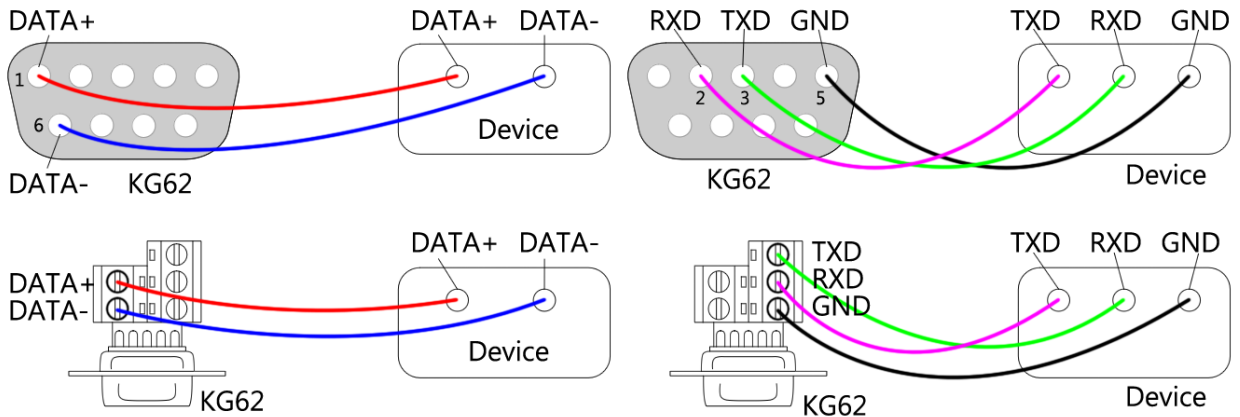 DATA+
DATA+ DATA-
1
6
Device
DATA-
KG62
RXD TXD GND
TXD RXD GND
2 3 5
KG62
Device
DATA+
DATA-
DATA+ DATA-
Device
KG62
TXD
RXD
GND
TXD RXD GND
KG62
Device